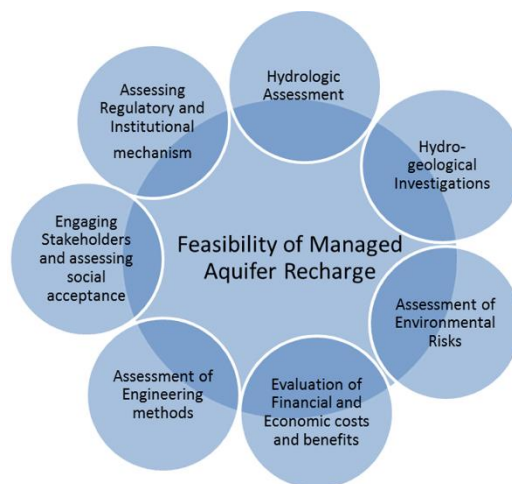 Hydrologic
Assessment
Hydro-
geological
Investigations
Assessment of
Environmental
Risks
Evaluation of
Financial and
Economic costs
and benefits
Assessment of
Engineering
methods
Engaging
Stakeholders
and assessing
social
acceptance
Assessing
Regulatory and
Institutional
mechanism
Feasibility of Managed
Aquifer Recharge